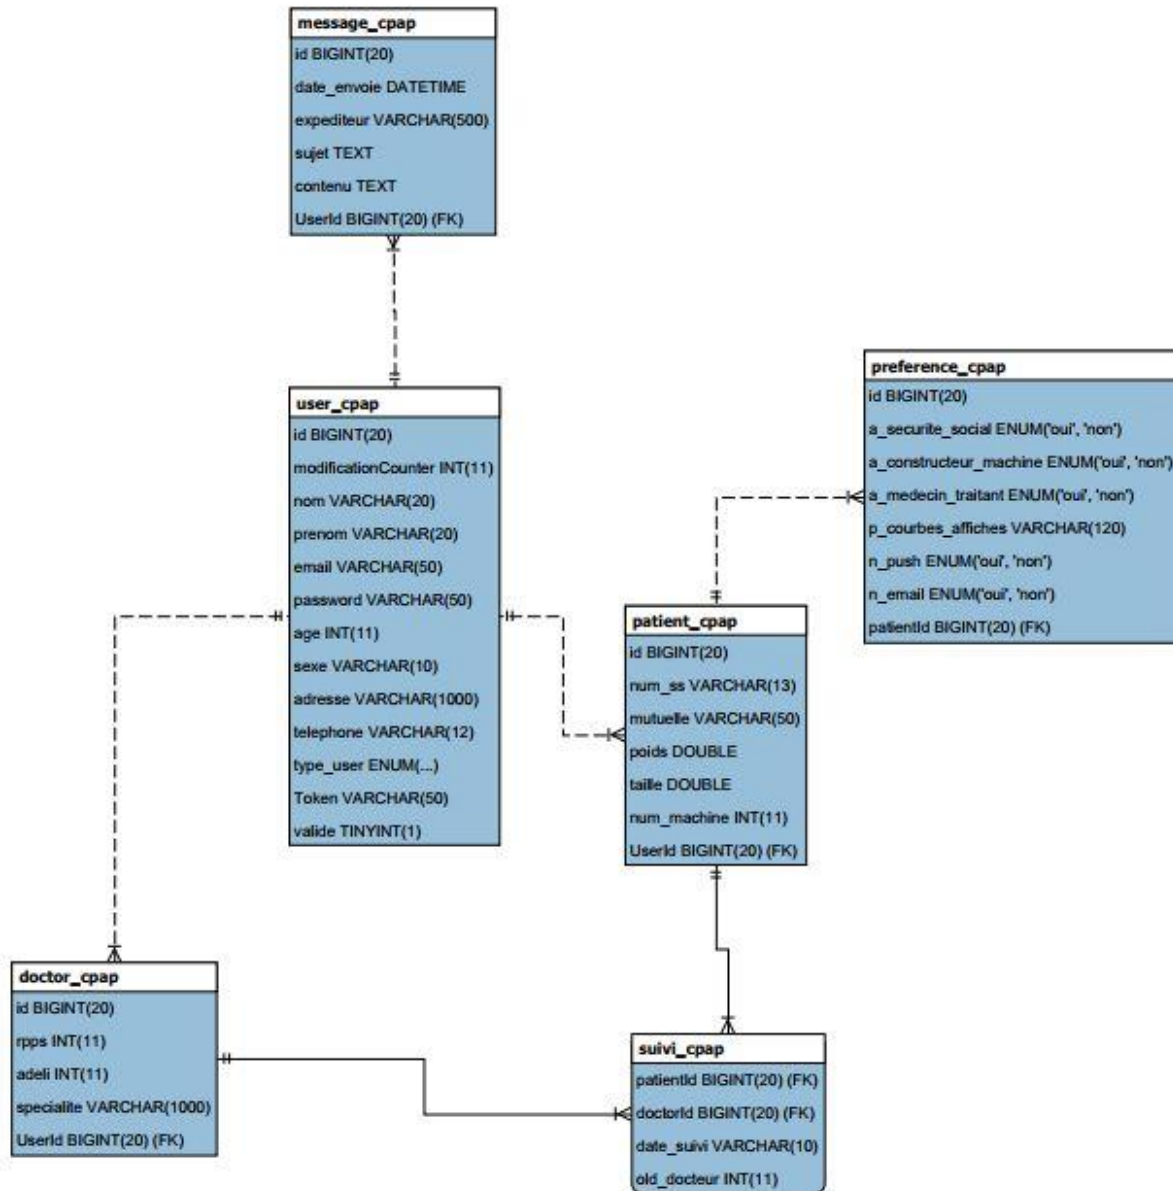 message_cpap
id BIGINT(20)
date_envoie DATETIME
expediteur VARCHAR(500)
sujet TEXT
contenu TEXT
UserId BIGINT(20) (FK)
preference_cpap
id BIGINT(20)
a_securite_social ENUM('oui', 'non')
a_constructeur_machine ENUM('oui', 'non')
a_medecin_traitant ENUM('oui', 'non')
p_courbes_affiches VARCHAR(120)
n_push ENUM('oui', 'non')
n_email ENUM('oui', 'non')
patientId BIGINT(20) (FK)
user_cpap
id BIGINT(20)
modificationCounter INT(11)
nom VARCHAR(20)
prenom VARCHAR(20)
email VARCHAR(50)
password VARCHAR(50)
age INT(11)
sexe VARCHAR(10)
adresse VARCHAR(1000)
telephone VARCHAR(12)
type_user ENUM(...)
Token VARCHAR(50)
valide TINYINT(1)
patient_cpap
id BIGINT(20)
num_ss VARCHAR(13)
mutuelle VARCHAR(50)
poids DOUBLE
taille DOUBLE
num_machine INT(11)
UserId BIGINT(20) (FK)
doctor_cpap
id BIGINT(20)
rpps INT(11)
adeli INT(11)
specialite VARCHAR(1000)
UserId BIGINT(20) (FK)
suivi_cpap
patientId BIGINT(20) (FK)
doctorId BIGINT(20) (FK)
date_suivi VARCHAR(10)
old_docteur INT(11)